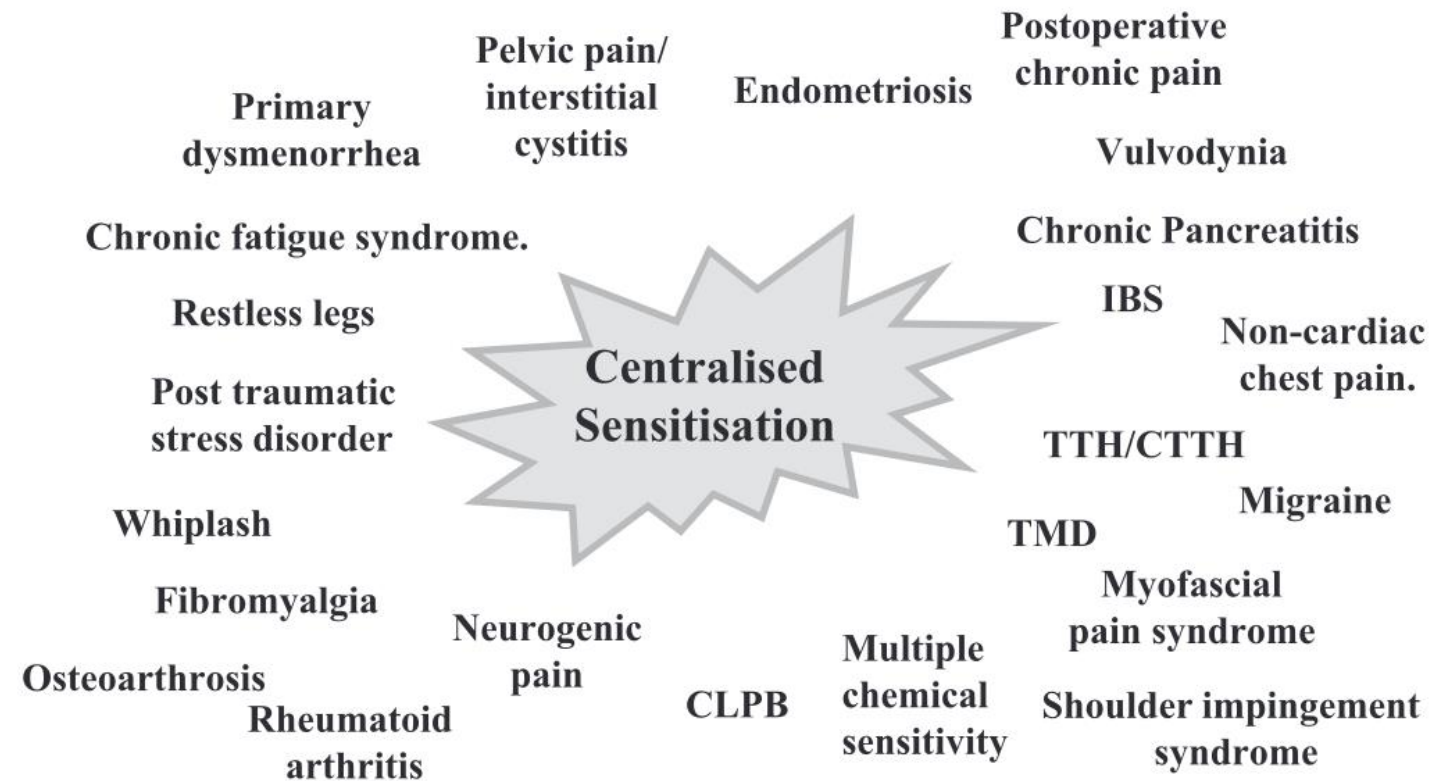 Postoperative
chronic pain
Pelvic pain/
interstitial
cystitis
Endometriosis
Primary
dysmenorrhea
Vulvodynia
Chronic fatigue syndrome.
Chronic Pancreatitis
Restless legs
IBS
Non-cardiac
chest pain.
Centralised
Sensitisation
Post traumatic
stress disorder
TTH/CTTH
Migraine
Whiplash
TMD
Fibromyalgia
Myofascial
pain syndrome
Neurogenic
pain
Multiple
chemical
sensitivity
Osteoarthrosis
CLPB
Shoulder impingement
syndrome
Rheumatoid
arthritis